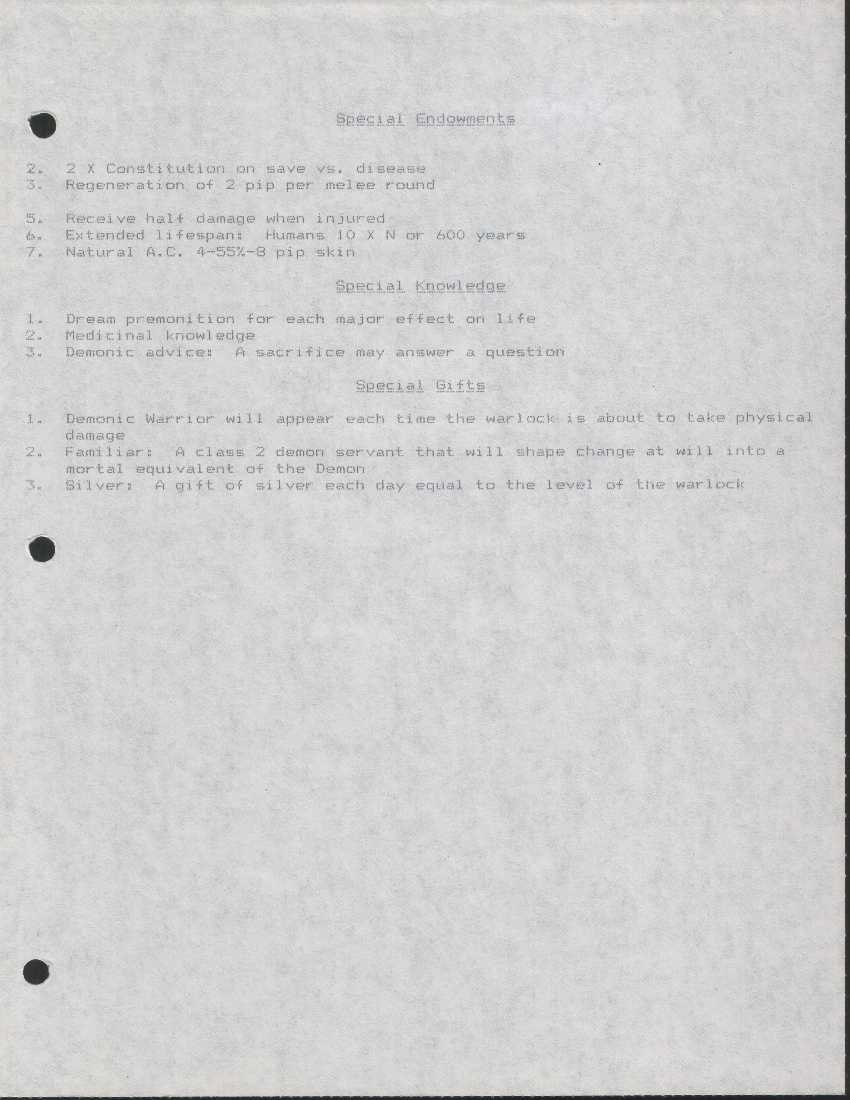 Special Endowments
2. 2 X Constitution on save vs. disease
3. Regeneration of 2 pip per melee round
5. Receive half damage when injured
6. Extended lifespan: Humans 10 X N or 600 years
7. Natural A.C. 4-55%-8 pip skin
Special Knowledge
1. Dream premonition for each major effect on life
2. Medicinal knowledge
3. Demonic advice: A sacrifice may answer a question
Special Gifts
1. Demonic Warrior will appear each time the warlock is about to take physical
damage
2. Familiar: A class 2 demon servant that will shape change at will into a
mortal equivalent of the Demon
3. Silver: A gift of silver each day equal to the level of the warlock